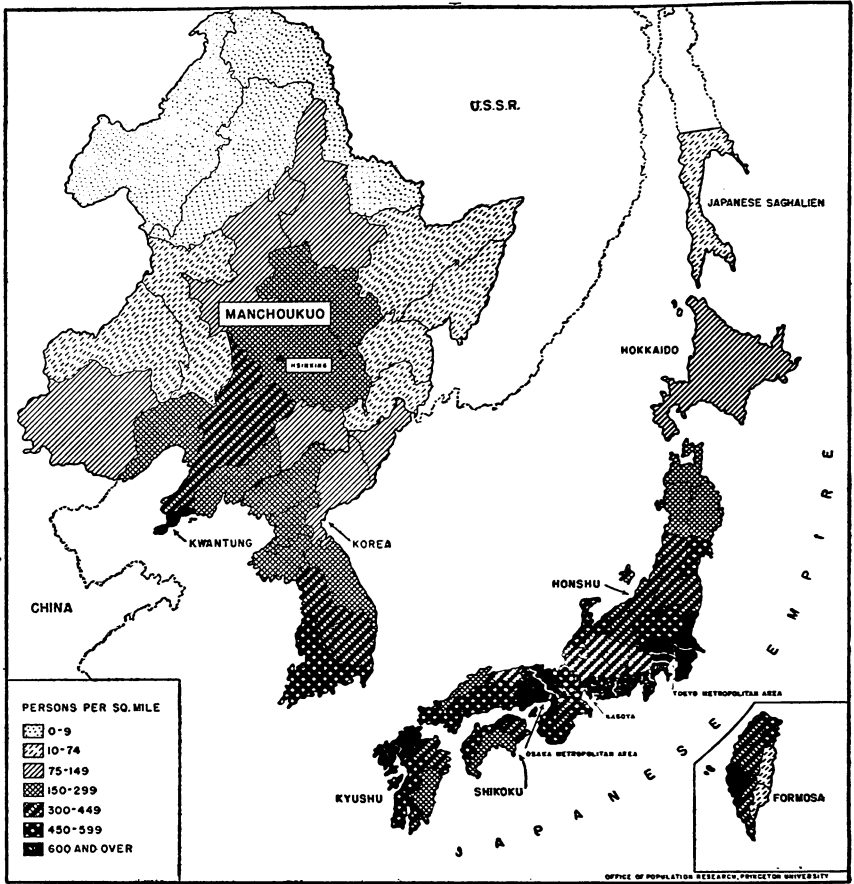 U.S.S.R.
JAPANESE SAGHALIEN
MANCHOUKUO
HSINKING
HOKKAIDO
KWANTUNG
KOREA
CHINA
HONSHU
TOKYO METROPOLITAN AREA
NAGOYA
OSAKA METROPOLITAN AREA
SHIKOKU
KYUSHU
JAPANESE EMPIRE
FORMOSA
PERSONS PER SQ. MILE
0-9
10-74
75-149
150-299
300-449
450-599
600 AND OVER
OFFICE OF POPULATION RESEARCH, PRINCETON UNIVERSITY